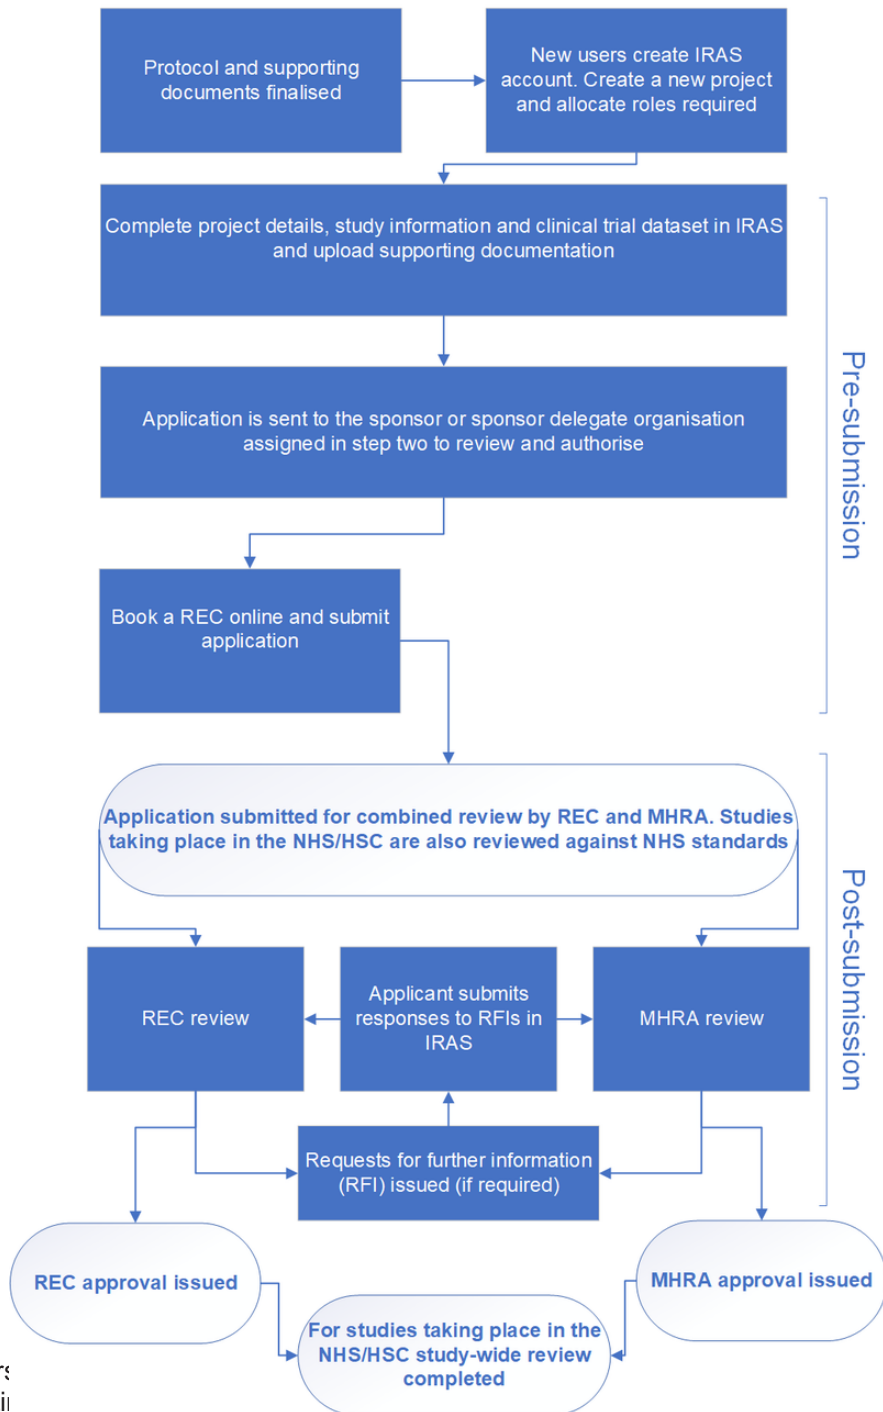 Protocol and supporting
documents finalised
New users create IRAS
account. Create a new project
and allocate roles required
Complete project details, study information and clinical trial dataset in IRAS
and upload supporting documentation
Application is sent to the sponsor or sponsor delegate organisation
assigned in step two to review and authorise
Book a REC online and submit
application
Pre-submission
Application submitted for combined review by REC and MHRA. Studies
taking place in the NHS/HSC are also reviewed against NHS standards
REC review
Applicant submits
responses to RFIs in
IRAS
MHRA review
Requests for further information
(RFI) issued (if required)
Post-submission
REC approval issued
MHRA approval issued
For studies taking place in the
NHS/HSC study-wide review
completed